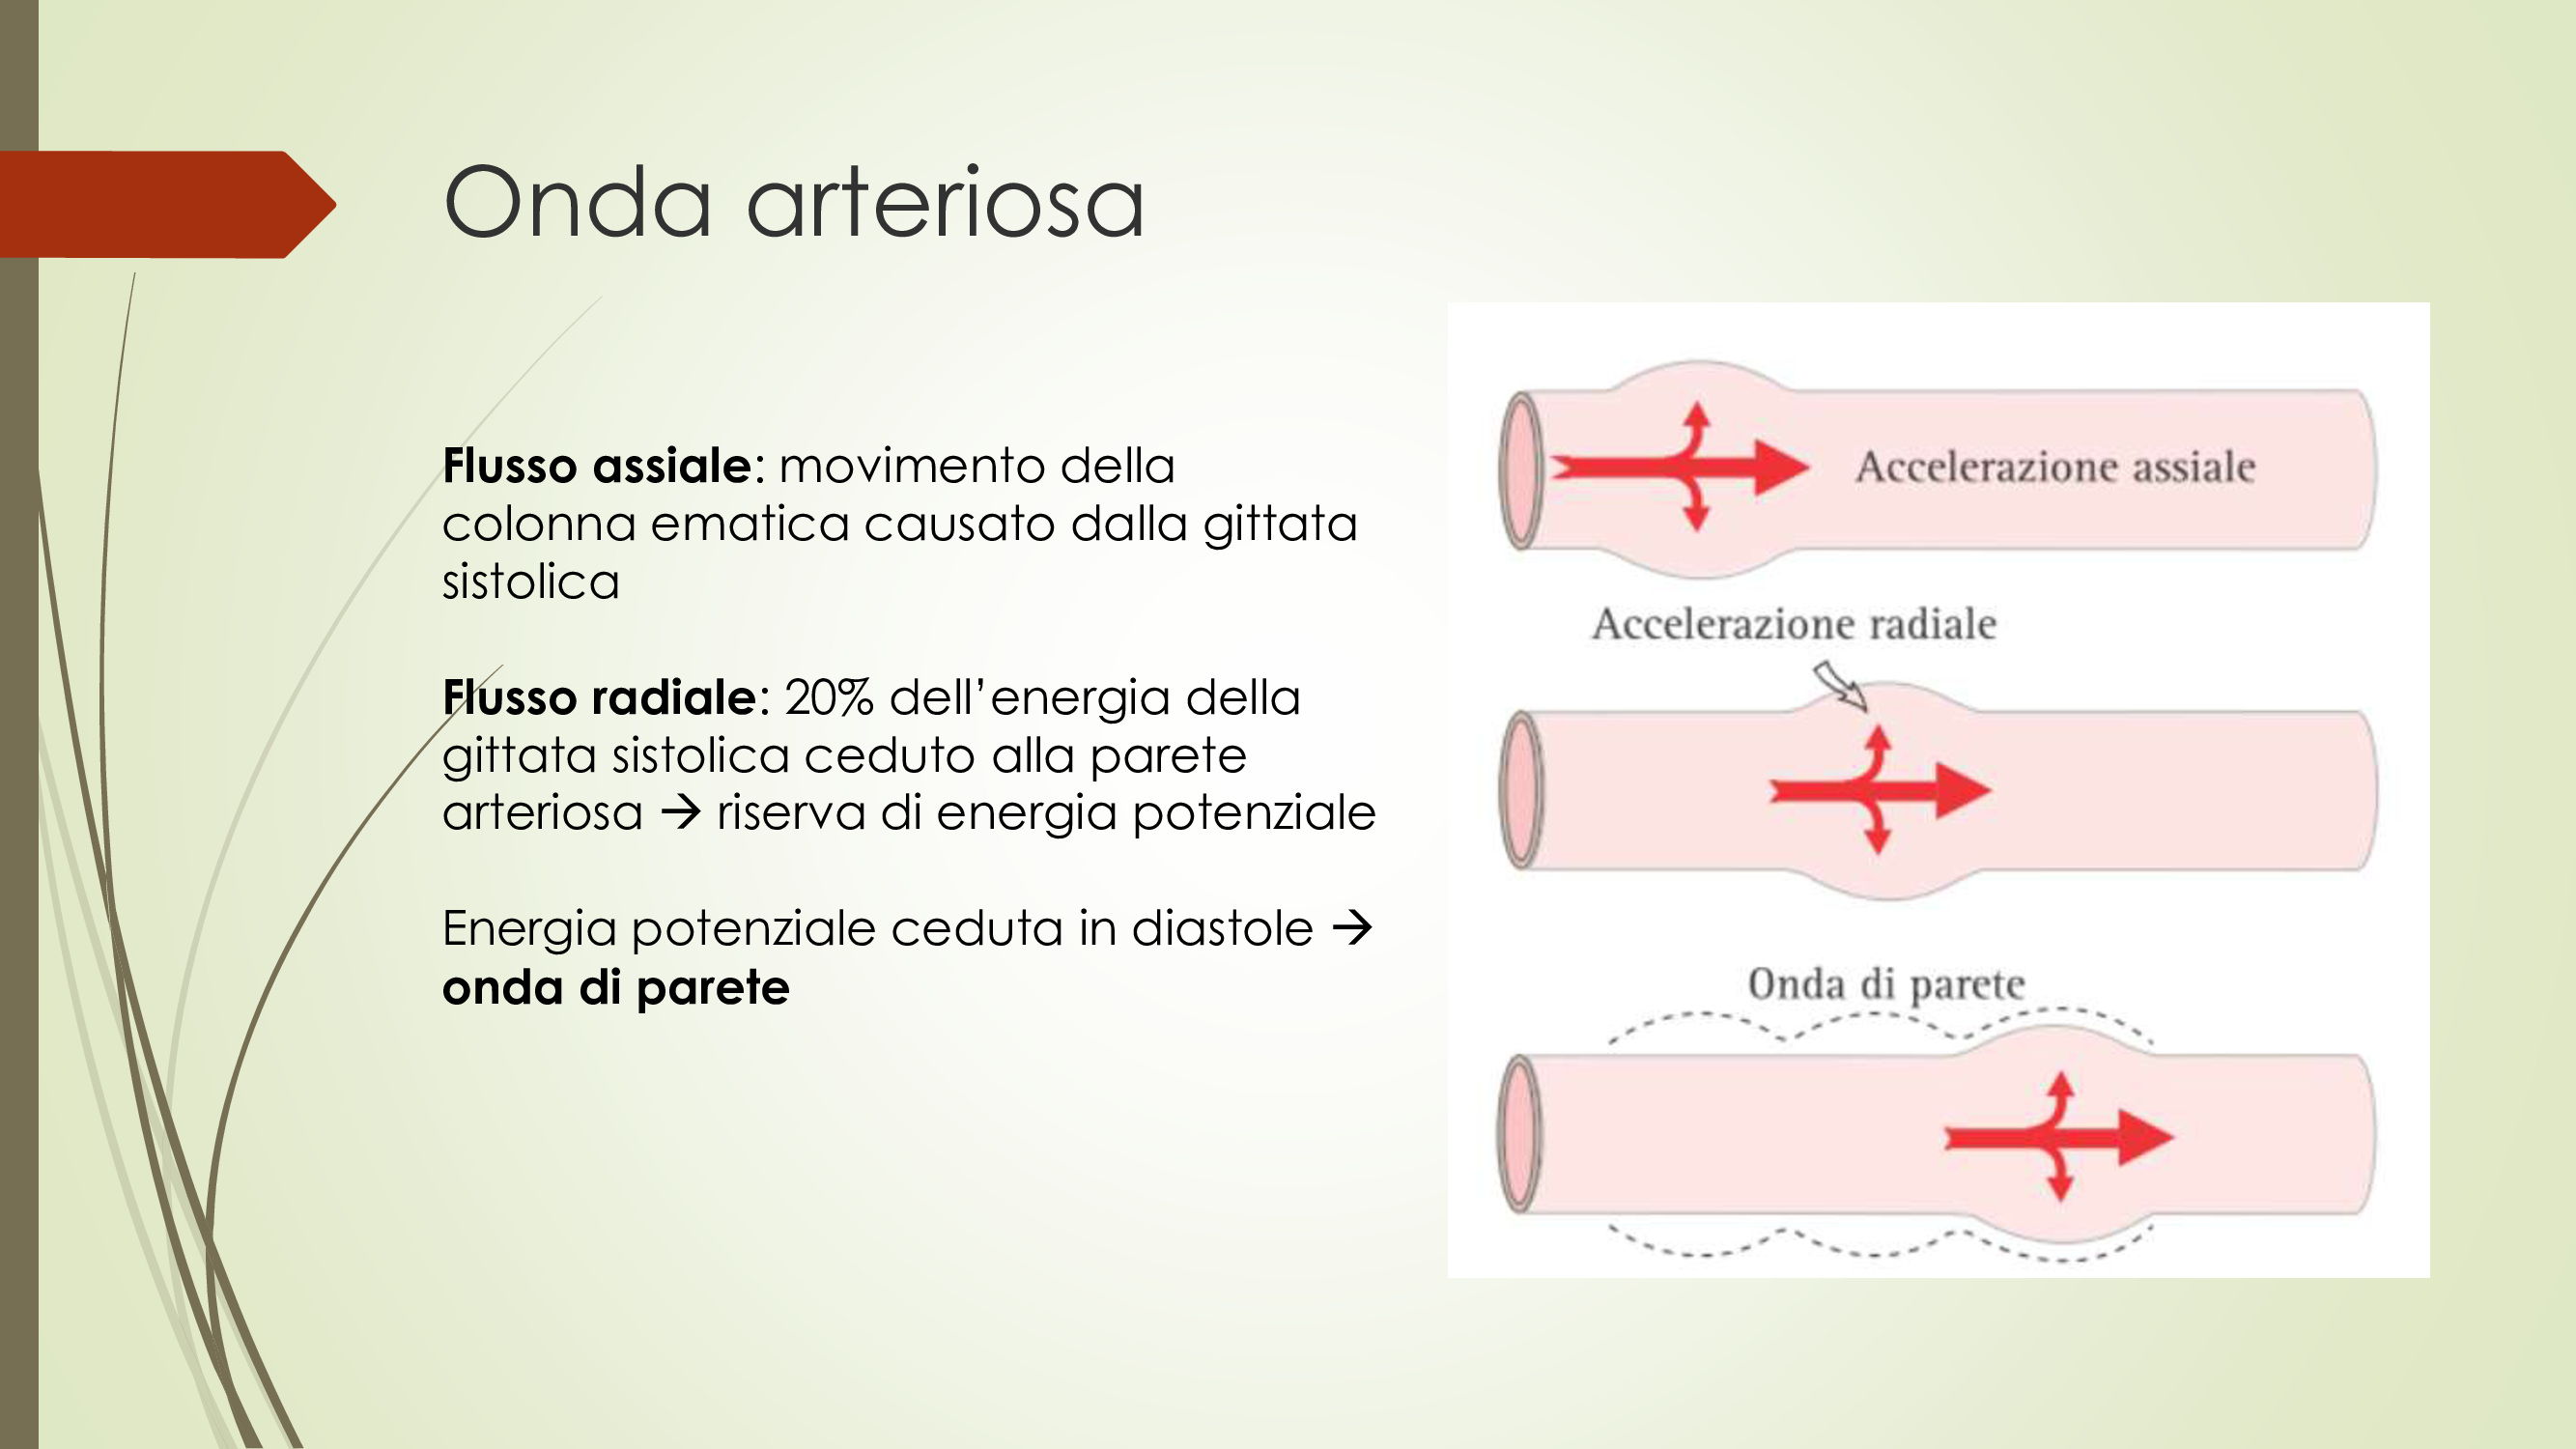 Onda arteriosa
Flusso assiale: movimento della
colonna ematica causato dalla gittata
sistolica
Flusso radiale: 20% dell’energia della
gittata sistolica ceduto alla parete
arteriosa → riserva di energia potenziale
Energia potenziale ceduta in diastole →
onda di parete
Accelerazione assiale
Accelerazione radiale
Onda di parete